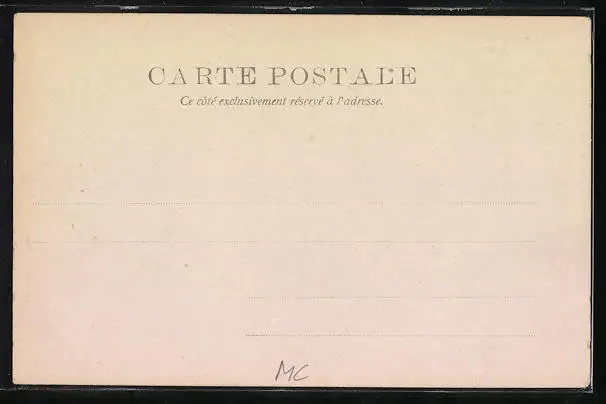 CARTE POSTALE
Ce côté exclusivement réservé à l'adresse.
MC